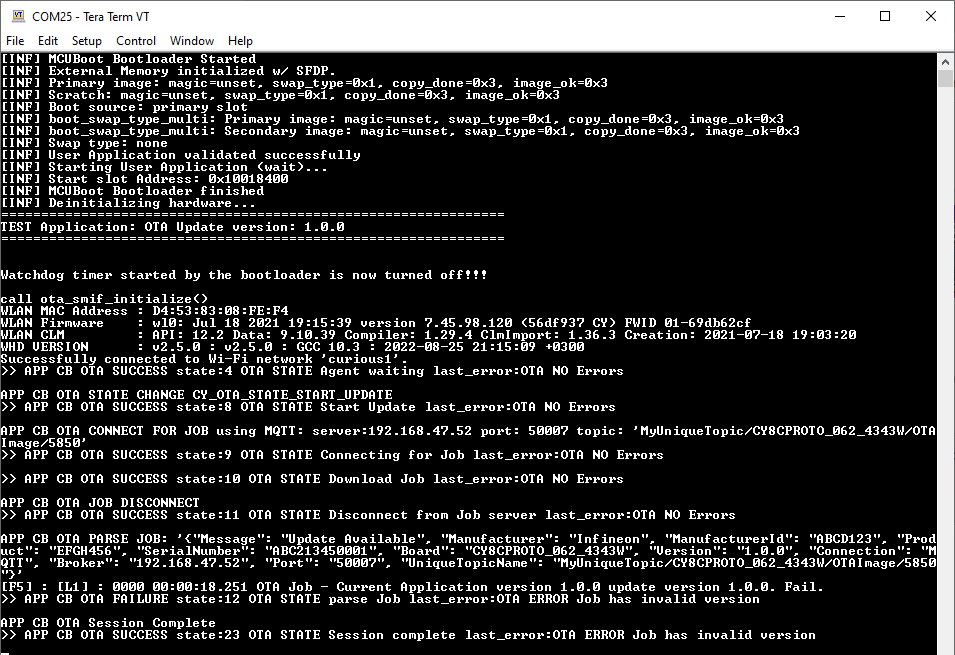 COM25 - Tera Term VT
File Edit Setup Control Window Help
[INF] MCUBoot Bootloader Started
[INF] External Memory initialized w/ SFDP.
[INF] Primary image: magic=unset, swap_type=0x1, copy_done=0x3, image_ok=0x3
[INF] Scratch: magic=unset, swap_type=0x1, copy_done=0x3, image_ok=0x3
[INF] Boot source: primary slot
[INF] boot_swap_type_multi: Primary image: magic=unset, swap_type=0x1, copy_done=0x3, image_ok=0x3
[INF] boot_swap_type_multi: Secondary image: magic=unset, swap_type=0x1, copy_done=0x3, image_ok=0x3
[INF] Swap type: none
[INF] User Application validated successfully
[INF] Starting User Application (wait)...
[INF] Start slot Address: 0x10018400
[INF] MCUBoot Bootloader finished
[INF] Deinitializing hardware...
===============================================================
TEST Application: OTA Update version: 1.0.0
===============================================================
Watchdog timer started by the bootloader is now turned off!!!
call ota_smif_initialize()
WLAN MAC Address : D4:53:83:08:FE:F4
WLAN Firmware    : wl0: Jul 18 2021 19:15:39 version 7.45.98.120 (56df937 CY) FWID 01-69db62cf
WLAN CLM         : API: 12.2 Data: 9.10.39 Compiler: 1.29.4 ClmImport: 1.36.3 Creation: 2021-07-18 19:03:20
WHD VERSION      : v2.5.0 : v2.5.0 : GCC 10.3 : 2022-08-25 21:15:09 +0300
Successfully connected to Wi-Fi network 'curious1'.
>> APP CB OTA SUCCESS state:4 OTA STATE Agent waiting last_error:OTA NO Errors
APP CB OTA STATE CHANGE CY_OTA_STATE_START_UPDATE
>> APP CB OTA SUCCESS state:8 OTA STATE Start Update last_error:OTA NO Errors
APP CB OTA CONNECT FOR JOB using MQTT: server:192.168.47.52 port: 50007 topic: 'MyUniqueTopic/CY8CPROTO_062_4343W/OTA
Image/5850'
>> APP CB OTA SUCCESS state:9 OTA STATE Connecting for Job last_error:OTA NO Errors
>> APP CB OTA SUCCESS state:10 OTA STATE Download Job last_error:OTA NO Errors
APP CB OTA JOB DISCONNECT
>> APP CB OTA SUCCESS state:11 OTA STATE Disconnect from Job server last_error:OTA NO Errors
APP CB OTA PARSE JOB: '{"Message": "Update Available", "Manufacturer": "Infineon", "ManufacturerId": "ABCD123", "Prod
uct": "EFGH456", "SerialNumber": "ABC213450001", "Board": "CY8CPROTO_062_4343W", "Version": "1.0.0", "Connection": "M
QTT", "Broker": "192.168.47.52", "Port": "50007", "UniqueTopicName": "MyUniqueTopic/CY8CPROTO_062_4343W/OTAImage/5850
"}'
[F5] : [L1] : 0000 00:00:18.251 OTA Job - Current Application version 1.0.0 update version 1.0.0. Fail.
>> APP CB OTA FAILURE state:12 OTA STATE parse Job last_error:OTA ERROR Job has invalid version
APP CB OTA Session Complete
>> APP CB OTA SUCCESS state:23 OTA STATE Session complete last_error:OTA ERROR Job has invalid version